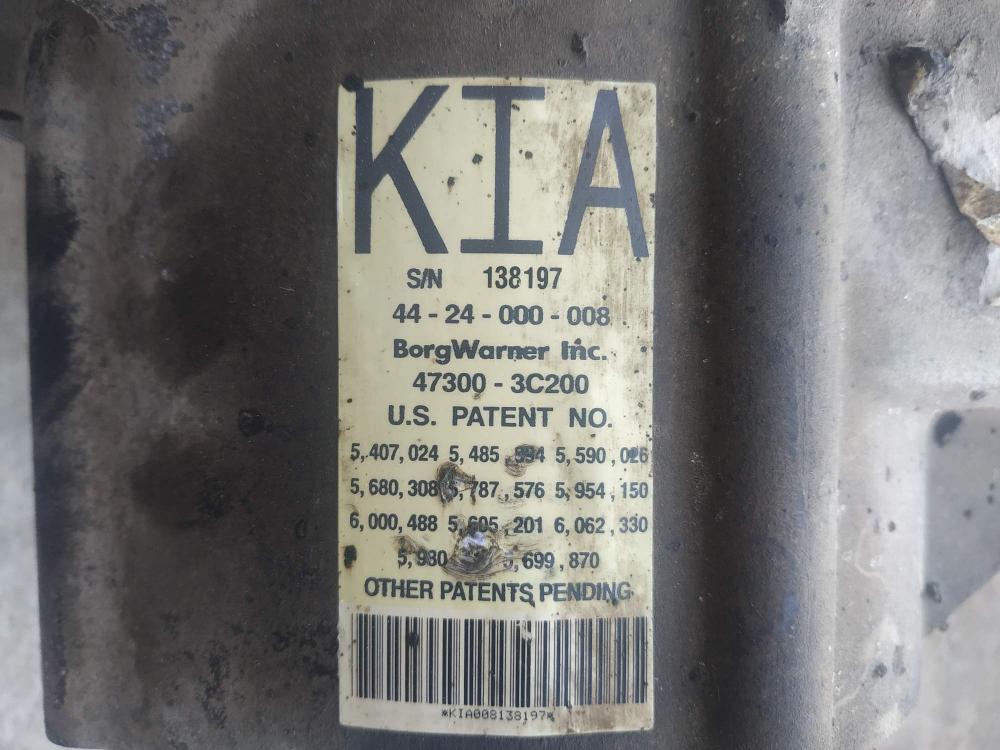 KIA
S/N 138197
44 - 24 - 000 - 008
BorgWarner Inc.
47300 - 3C200
U.S. PATENT NO.
5,407,024 5,485 5,590,026
5,680,308 5,787,576 5,954,150
6,000,488 5,605,201 6,062,330
5,980 5,699,870
OTHER PATENTS PENDING
*KIA008138197*